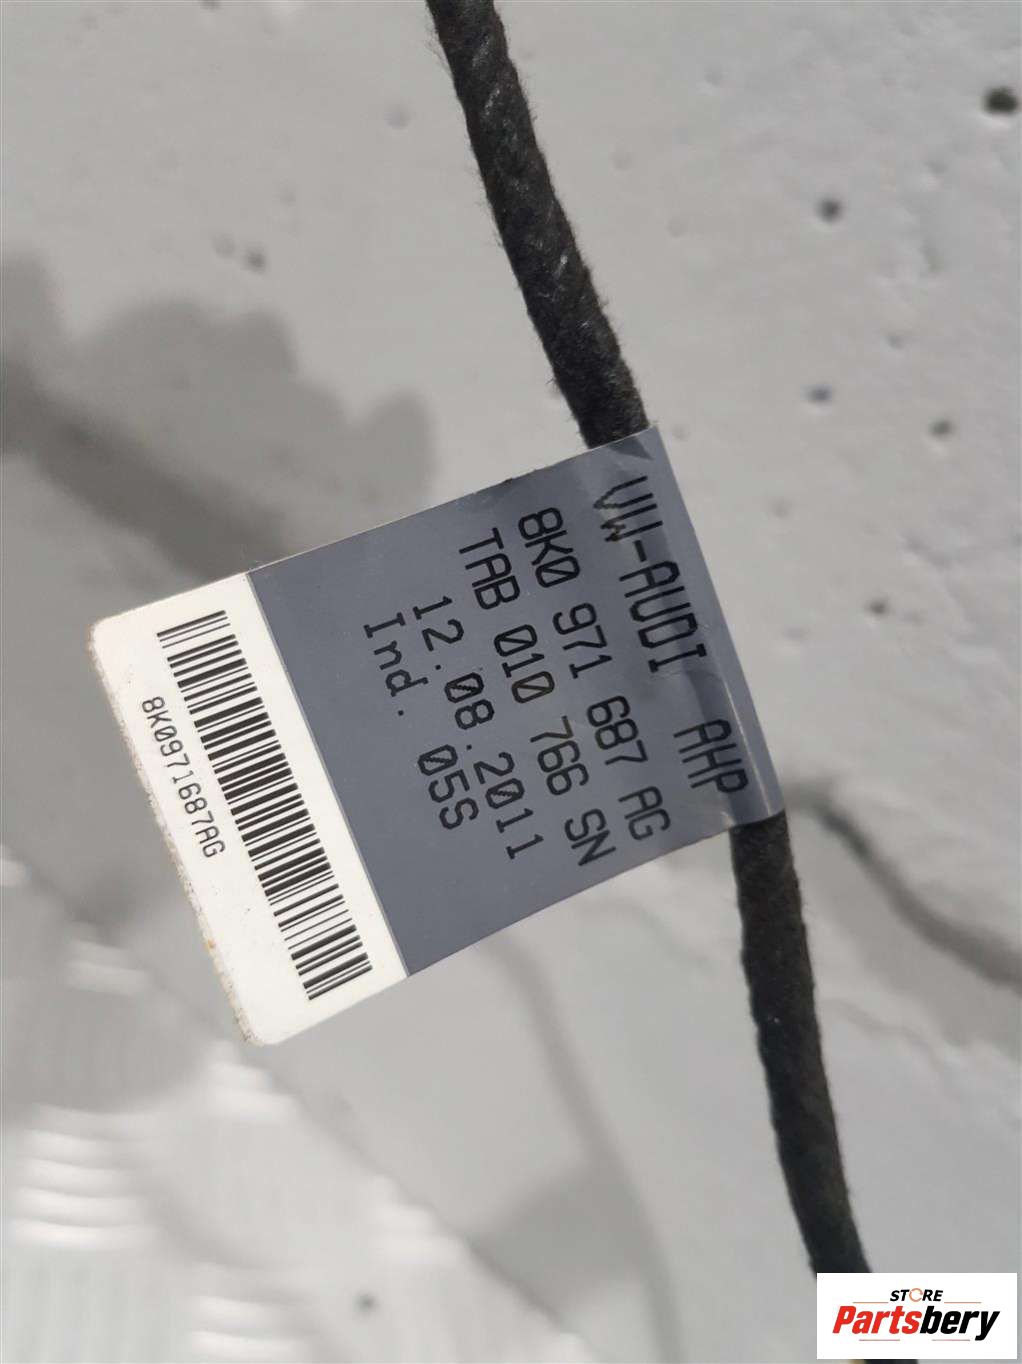 VW-AUDI AHP
8K0 971 687 AG
TAB 010 766 SN
12.08.2011
Ind. 05S
8K0971687AG
STORE
Partsbery